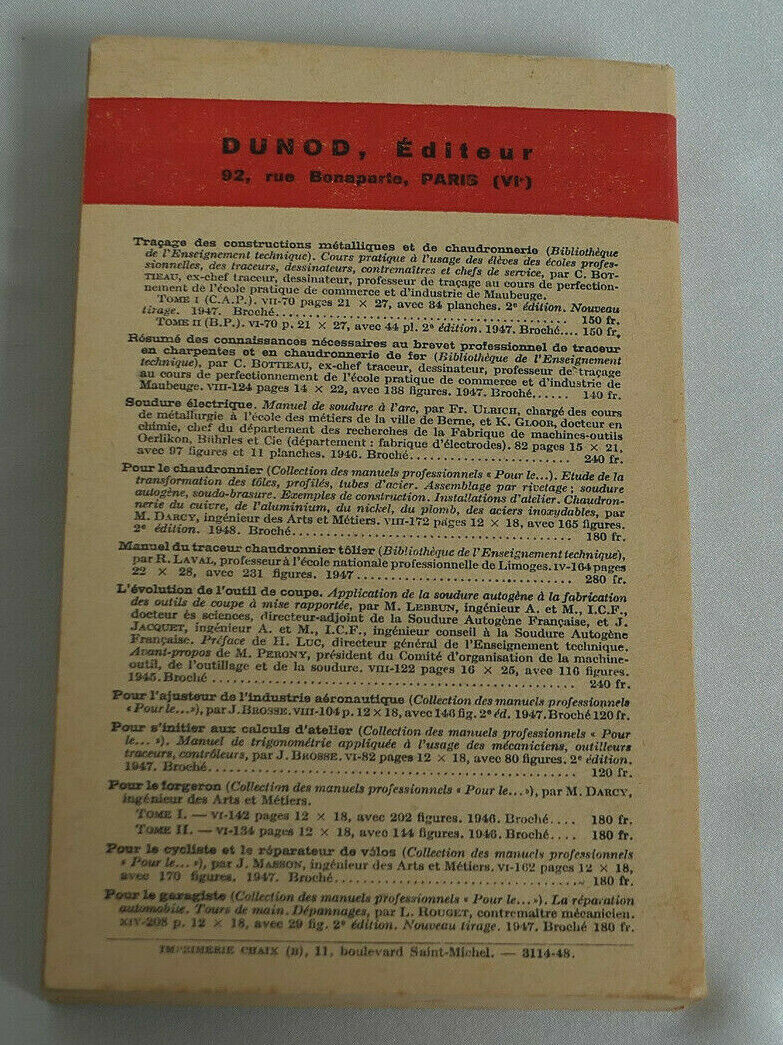 DUNOD, Éditeur
92, rue Bonaparte, PARIS (VIᵉ)
Traçage des constructions métalliques et de chaudronnerie (Bibliothèque
de l'Enseignement technique). Cours pratique à l'usage des élèves des écoles profes-
sionnelles, des traceurs, dessinateurs, contremaîtres et chefs de service, par C. BOT-
TIEAU, ex-chef traceur, dessinateur, professeur de traçage au cours de perfection-
nement de l'école pratique de commerce et d'industrie de Maubeuge.
TOME I (C.A.P.). VII-70 pages 21 × 27, avec 84 planches. 2ᵉ édition. Nouveau
tirage. 1947. Broché........ 150 fr.
TOME II (B.P.). VI-70 p. 21 × 27, avec 44 pl. 2ᵉ édition. 1947. Broché.... 150 fr.
Résumé des connaissances nécessaires au brevet professionnel de traceur
en charpentes et en chaudronnerie de fer (Bibliothèque de l'Enseignement
technique), par C. BOTTIEAU, ex-chef traceur, dessinateur, professeur de traçage
au cours de perfectionnement de l'école pratique de commerce et d'industrie de
Maubeuge. VIII-124 pages 14 × 22, avec 138 figures. 1947. Broché...... 140 fr.
Soudure électrique. Manuel de soudure à l'arc, par Fr. ULRICH, chargé des cours
de métallurgie à l'école des métiers de la ville de Berne, et K. GLOOR, docteur en
chimie, chef du département des recherches de la Fabrique de machines-outils
Oerlikon, Bührles et Cie (département : fabrique d'électrodes). 82 pages 15 × 21,
avec 97 figures et 11 planches. 1946. Broché........ 240 fr.
Pour le chaudronnier (Collection des manuels professionnels « Pour le...). Etude de la
transformation des tôles, profilés, tubes d'acier. Assemblage par rivetage ; soudure
autogène, soudo-brasure. Exemples de construction. Installations d'atelier. Chaudron-
nerie du cuivre, de l'aluminium, du nickel, du plomb, des aciers inoxydables, par
M. DARCY, ingénieur des Arts et Métiers. VIII-172 pages 12 × 18, avec 165 figures.
2ᵉ édition. 1948. Broché........ 180 fr.
Manuel du traceur chaudronnier tôlier (Bibliothèque de l'Enseignement technique),
par R. LAVAL, professeur à l'école nationale professionnelle de Limoges. IV-164 pages
22 × 28, avec 231 figures. 1947........ 280 fr.
L'évolution de l'outil de coupe. Application de la soudure autogène à la fabrication
des outils de coupe à mise rapportée, par M. LEBRUN, ingénieur A. et M., I.C.F.,
docteur ès sciences, directeur-adjoint de la Soudure Autogène Française, et J.
JACQUET, ingénieur A. et M., I.C.F., ingénieur conseil à la Soudure Autogène
Française. Préface de H. LUC, directeur général de l'Enseignement technique.
Avant-propos de M. PERONY, président du Comité d'organisation de la machine-
outil, de l'outillage et de la soudure. VIII-122 pages 16 × 25, avec 116 figures.
1945. Broché........ 240 fr.
Pour l'ajusteur de l'industrie aéronautique (Collection des manuels professionnels
« Pour le... »), par J. BROSSE. VIII-104 p. 12 × 18, avec 146 fig. 2ᵉ éd. 1947. Broché 120 fr.
Pour s'initier aux calculs d'atelier (Collection des manuels professionnels « Pour
le... »). Manuel de trigonométrie appliquée à l'usage des mécaniciens, outilleurs
traceurs, contrôleurs, par J. BROSSE. VI-82 pages 12 × 18, avec 80 figures. 2ᵉ édition.
1947. Broché........ 120 fr.
Pour le forgeron (Collection des manuels professionnels « Pour le... »), par M. DARCY,
ingénieur des Arts et Métiers.
TOME I. — VI-142 pages 12 × 18, avec 202 figures. 1946. Broché.... 180 fr.
TOME II. — VI-134 pages 12 × 18, avec 144 figures. 1946. Broché.... 180 fr.
Pour le cycliste et le réparateur de vélos (Collection des manuels professionnels
« Pour le... »), par J. MASSON, ingénieur des Arts et Métiers. VI-162 pages 12 × 18,
avec 170 figures. 1947. Broché........ 180 fr.
Pour le garagiste (Collection des manuels professionnels « Pour le... »). La réparation
automobile. Tours de main. Dépannages, par L. ROUGET, contremaître mécanicien.
XIV-208 p. 12 × 18, avec 29 fig. 2ᵉ édition. Nouveau tirage. 1947. Broché 180 fr.
IMPRIMERIE CHAIX (B), 11, boulevard Saint-Michel. — 3114-48.